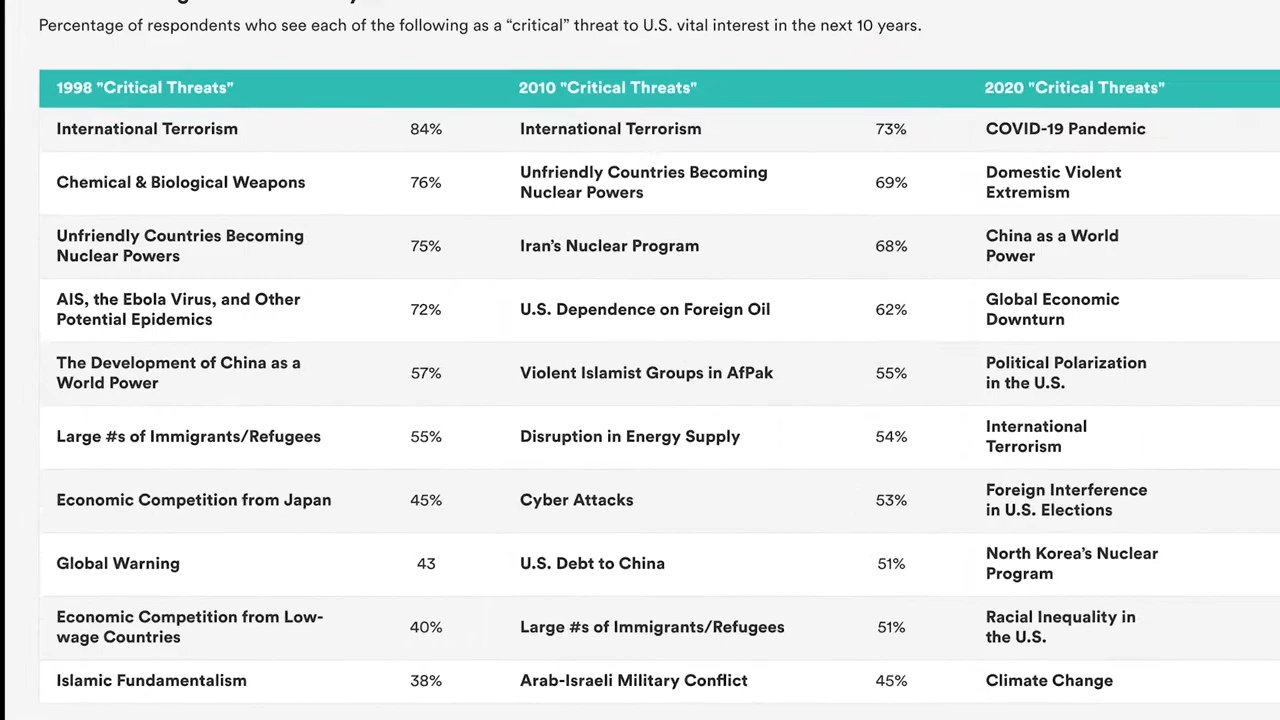 Percentage of respondents who see each of the following as a “critical” threat to U.S. vital interest in the next 10 years.
1998 "Critical Threats" 2010 "Critical Threats" 2020 "Critical Threats"
International Terrorism 84% International Terrorism 73% COVID-19 Pandemic
Chemical & Biological Weapons 76% Unfriendly Countries Becoming
Nuclear Powers 69% Domestic Violent
Extremism
Unfriendly Countries Becoming
Nuclear Powers 75% Iran’s Nuclear Program 68% China as a World
Power
AIS, the Ebola Virus, and Other
Potential Epidemics 72% U.S. Dependence on Foreign Oil 62% Global Economic
Downturn
The Development of China as a
World Power 57% Violent Islamist Groups in AfPak 55% Political Polarization
in the U.S.
Large #s of Immigrants/Refugees 55% Disruption in Energy Supply 54% International
Terrorism
Economic Competition from Japan 45% Cyber Attacks 53% Foreign Interference
in U.S. Elections
Global Warning 43 U.S. Debt to China 51% North Korea’s Nuclear
Program
Economic Competition from Low-
wage Countries 40% Large #s of Immigrants/Refugees 51% Racial Inequality in
the U.S.
Islamic Fundamentalism 38% Arab-Israeli Military Conflict 45% Climate Change